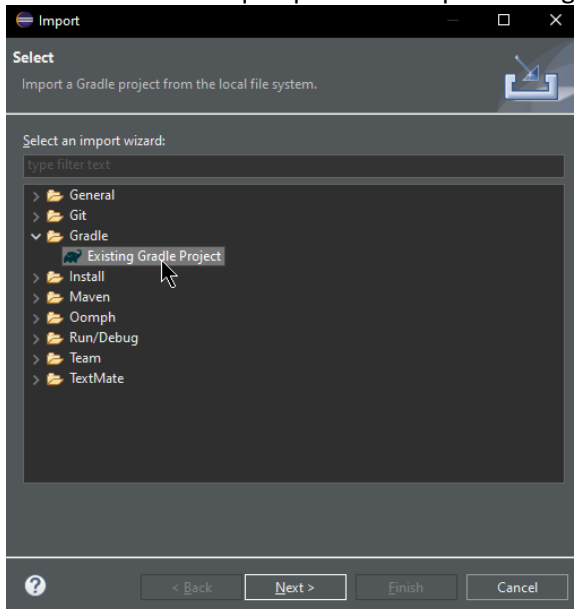 Import
Select
Import a Gradle project from the local file system.
Select an import wizard:
type filter text
General
Git
Gradle
Existing Gradle Project
Install
Maven
Oomph
Run/Debug
Team
TextMate
< Back
Next >
Finish
Cancel